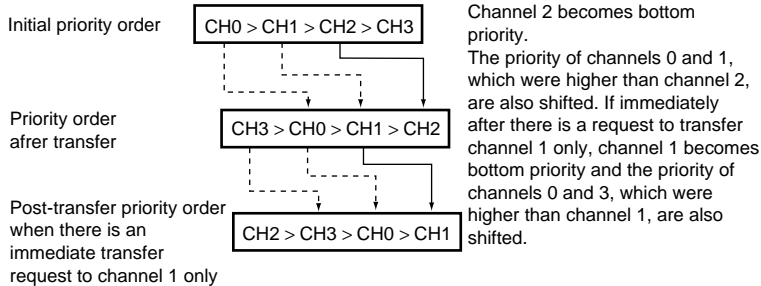 Initial priority order
CH0 > CH1 > CH2 > CH3
Priority order
afrer transfer
CH3 > CH0 > CH1 > CH2
Post-transfer priority order
when there is an
immediate transfer
request to channel 1 only
CH2 > CH3 > CH0 > CH1
Channel 2 becomes bottom
priority.
The priority of channels 0 and 1,
which were higher than channel 2,
are also shifted. If immediately
after there is a request to transfer
channel 1 only, channel 1 becomes
bottom priority and the priority of
channels 0 and 3, which were
higher than channel 1, are also
shifted.